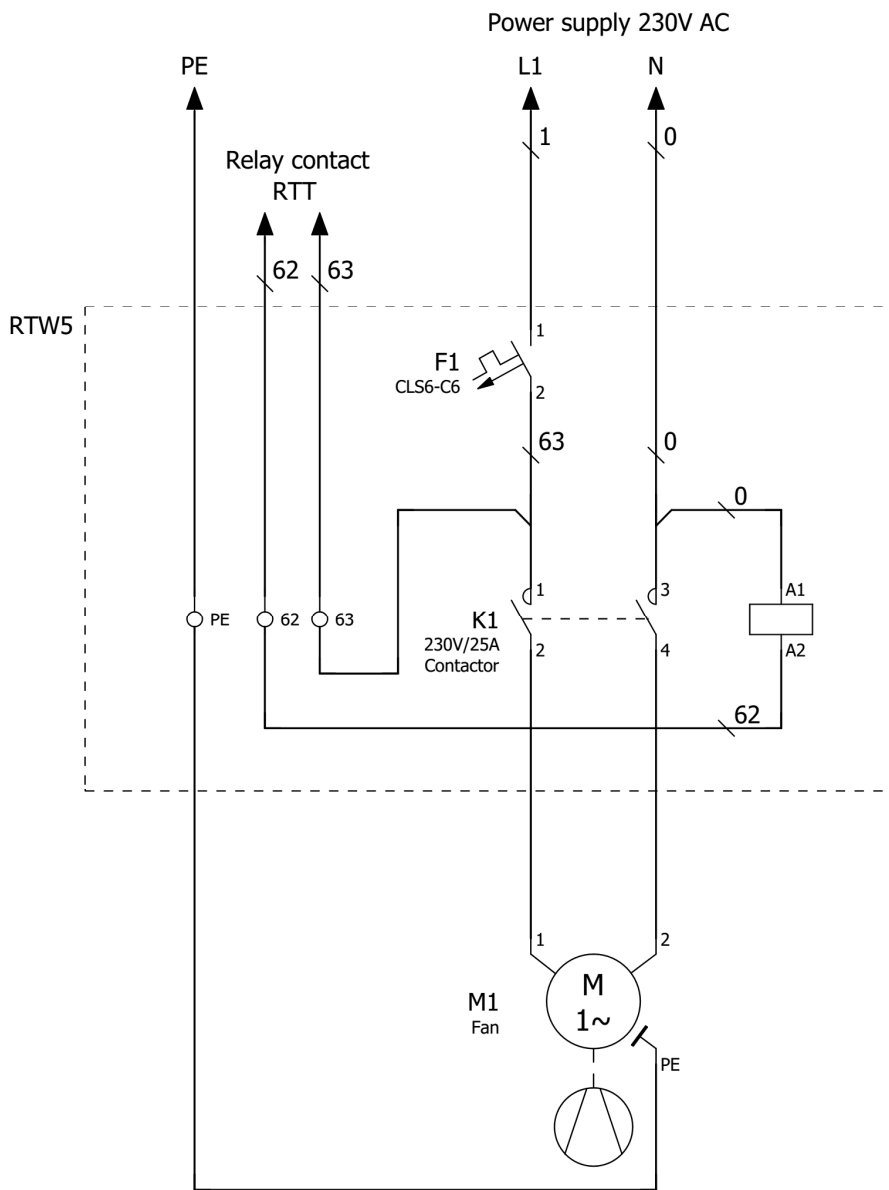 Power supply 230V AC
PE
L1
N
1
0
Relay contact
RTT
62
63
RTW5
1
F1
CLS6-C6
2
63
0
0
1
3
A1
PE
62
63
K1
230V/25A
Contactor
2
4
A2
62
1
2
M
1~
M1
Fan
PE